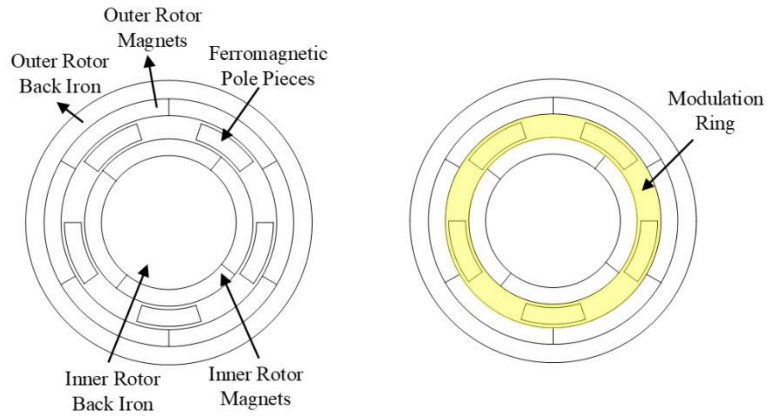 Outer Rotor
Magnets
Outer Rotor
Back Iron
Ferromagnetic
Pole Pieces
Inner Rotor
Back Iron
Inner Rotor
Magnets
Modulation
Ring